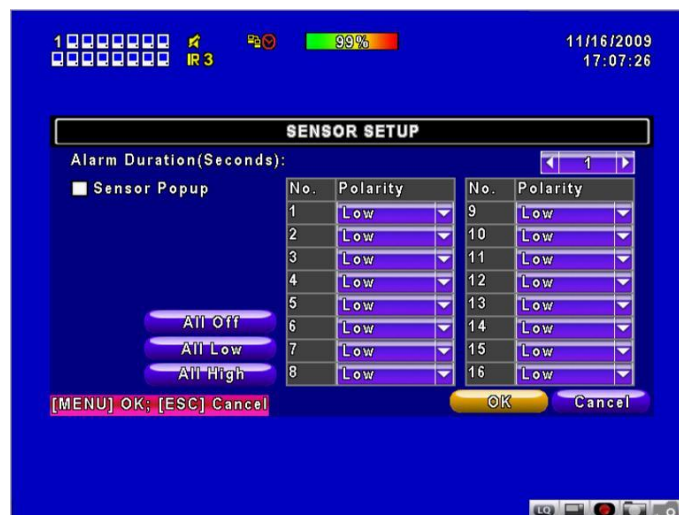 1 99% 11/16/2009
IR 3 17:07:26
SENSOR SETUP
Alarm Duration(Seconds): 1
Sensor Popup
No. Polarity No. Polarity
1 Low 9 Low
2 Low 10 Low
3 Low 11 Low
4 Low 12 Low
5 Low 13 Low
6 Low 14 Low
7 Low 15 Low
8 Low 16 Low
All Off
All Low
All High
[MENU] OK; [ESC] Cancel
OK Cancel
LQ